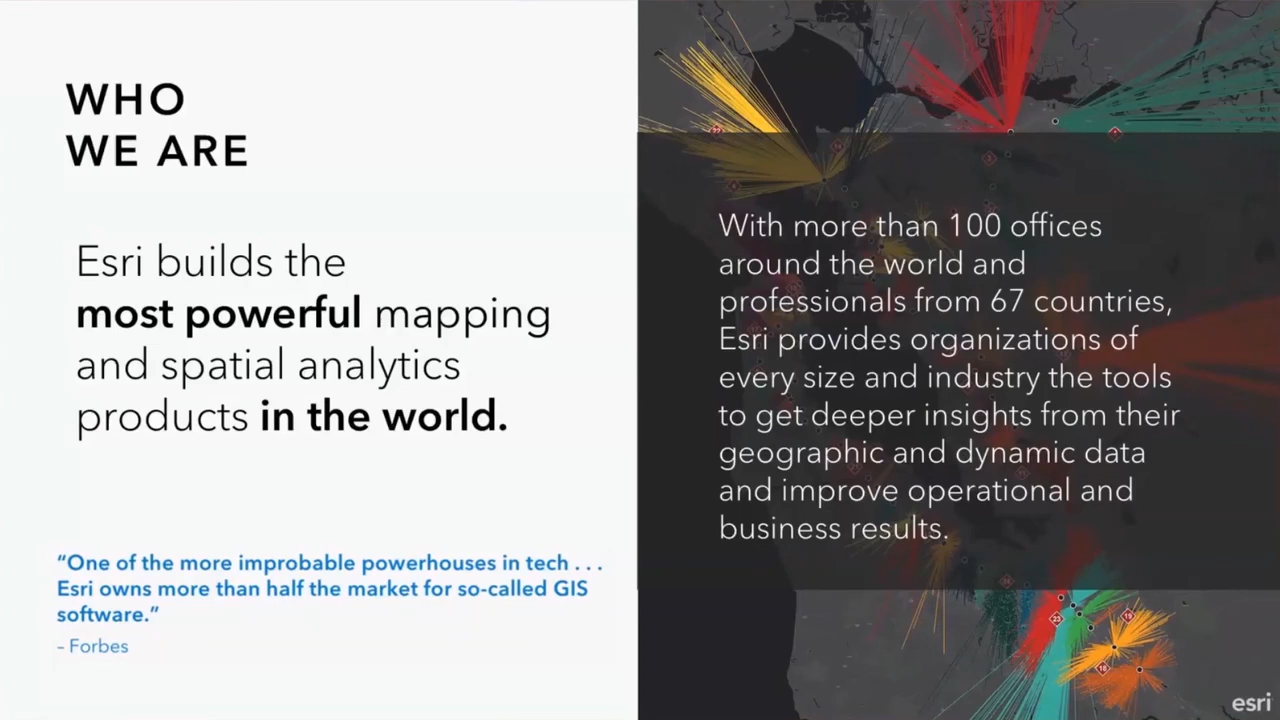 WHO
WE ARE
Esri builds the
most powerful mapping
and spatial analytics
products in the world.
“One of the more improbable powerhouses in tech . . .
Esri owns more than half the market for so-called GIS
software.”
– Forbes
With more than 100 offices
around the world and
professionals from 67 countries,
Esri provides organizations of
every size and industry the tools
to get deeper insights from their
geographic and dynamic data
and improve operational and
business results.
23
19
18
esri